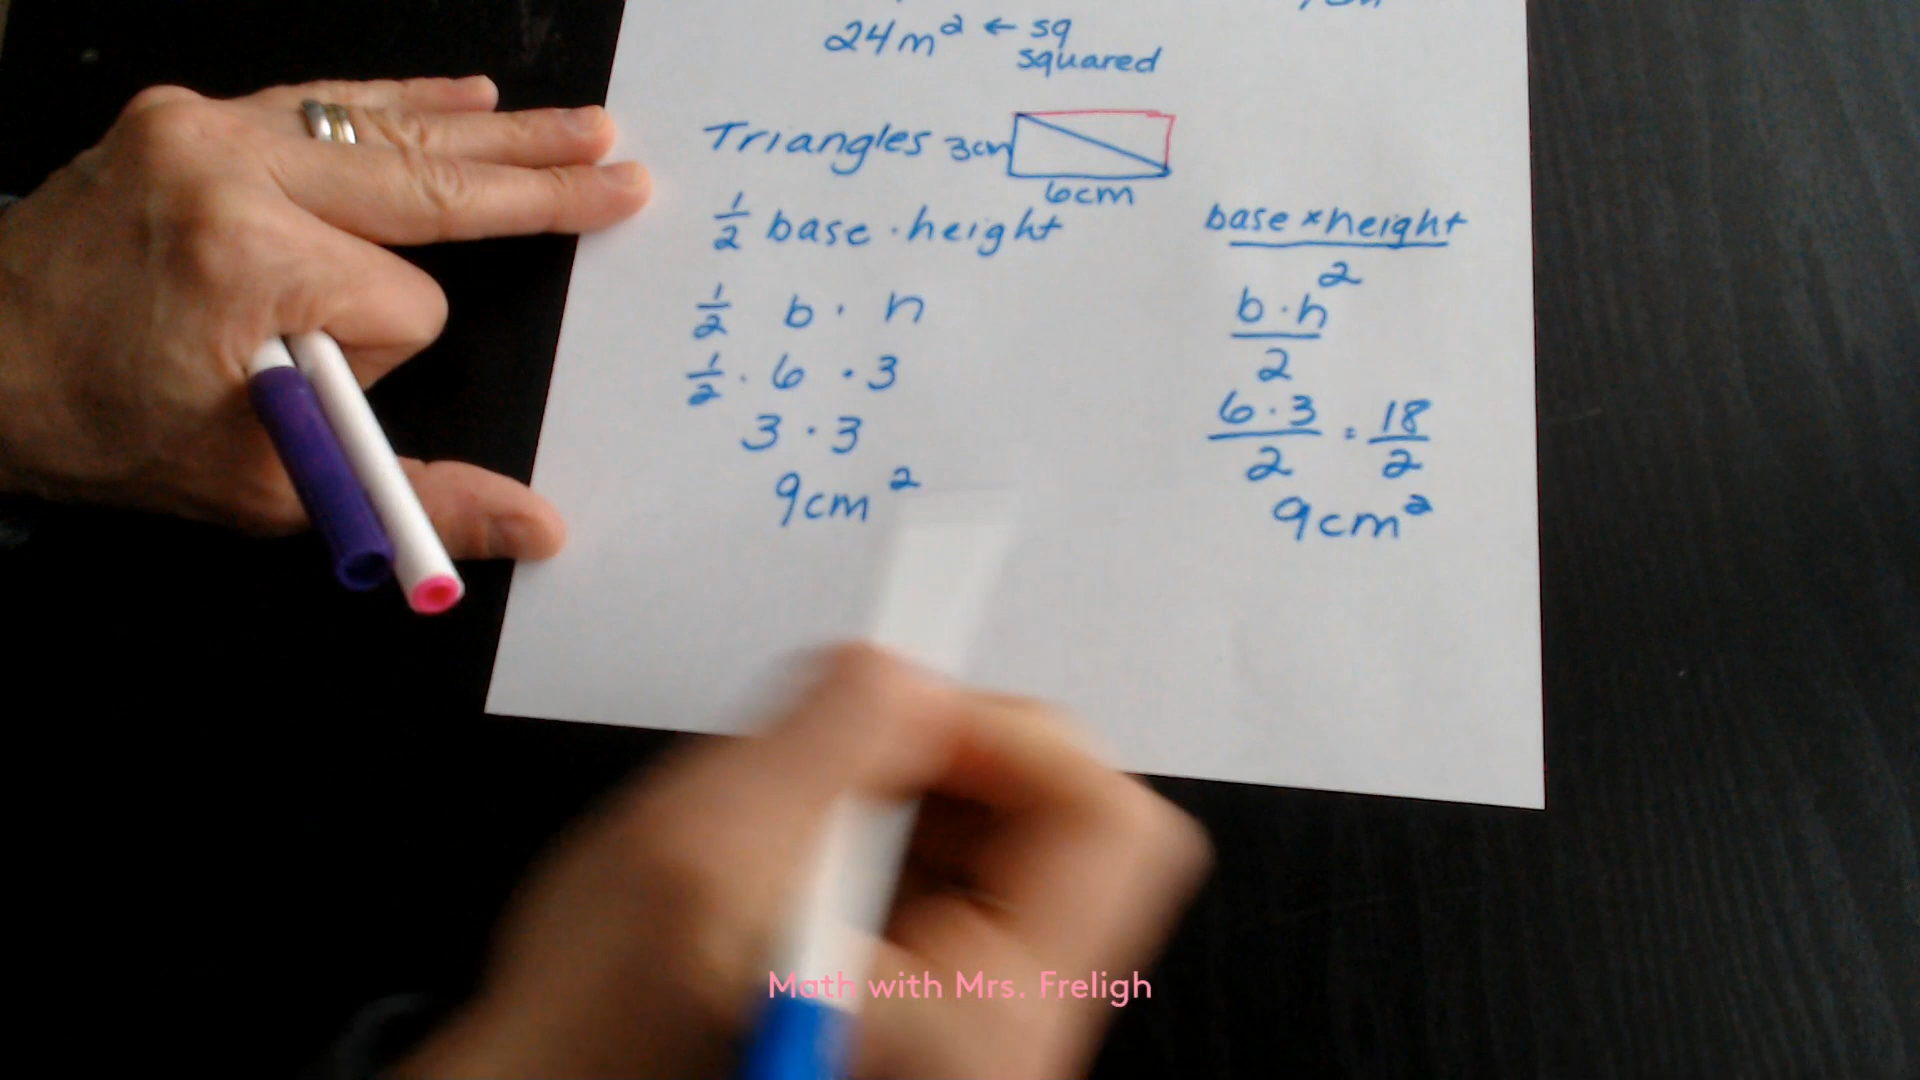 24m² ← sq
squared
Triangles 3cm
6cm
1/2 base · height
1/2 b · h
1/2 · 6 · 3
3 · 3
9cm²
base × height
2
b · h
2
6 · 3 = 18
2 2
9cm²
Math with Mrs. Freligh